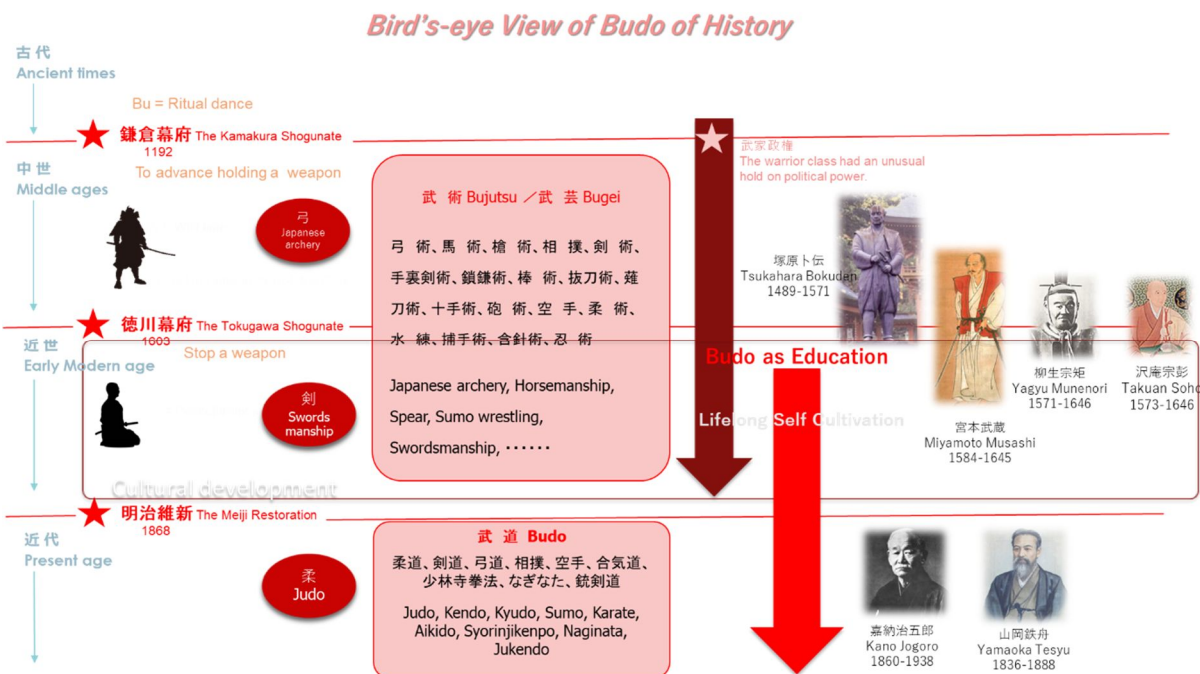 Bird's-eye View of Budo of History
古代
Ancient times
Bu = Ritual dance
鎌倉幕府 The Kamakura Shogunate
1192
武家政権
The warrior class had an unusual
hold on political power.
中世
Middle ages
To advance holding a weapon
弓
Japanese
archery
武 術 Bujutsu ／武 芸 Bugei
弓 術、馬 術、槍 術、相 撲、剣 術、
手裏剣術、鎖鎌術、棒 術、抜刀術、薙
刀術、十手術、砲 術、空 手、柔 術、
水 練、捕手術、含針術、忍 術
Japanese archery, Horsemanship,
Spear, Sumo wrestling,
Swordsmanship, ・・・・・・
塚原卜伝
Tsukahara Bokudan
1489-1571
徳川幕府 The Tokugawa Shogunate
1603
近世
Early Modern age
Stop a weapon
剣
Swords
manship
Budo as Education
Lifelong Self Cultivation
宮本武蔵
Miyamoto Musashi
1584-1645
柳生宗矩
Yagyu Munenori
1571-1646
沢庵宗彭
Takuan Soho
1573-1646
Cultural development
明治維新 The Meiji Restoration
1868
近代
Present age
柔
Judo
武 道 Budo
柔道、剣道、弓道、相撲、空手、合気道、
少林寺拳法、なぎなた、銃剣道
Judo, Kendo, Kyudo, Sumo, Karate,
Aikido, Syorinjikenpo, Naginata,
Jukendo
嘉納治五郎
Kano Jogoro
1860-1938
山岡鉄舟
Yamaoka Tesyu
1836-1888